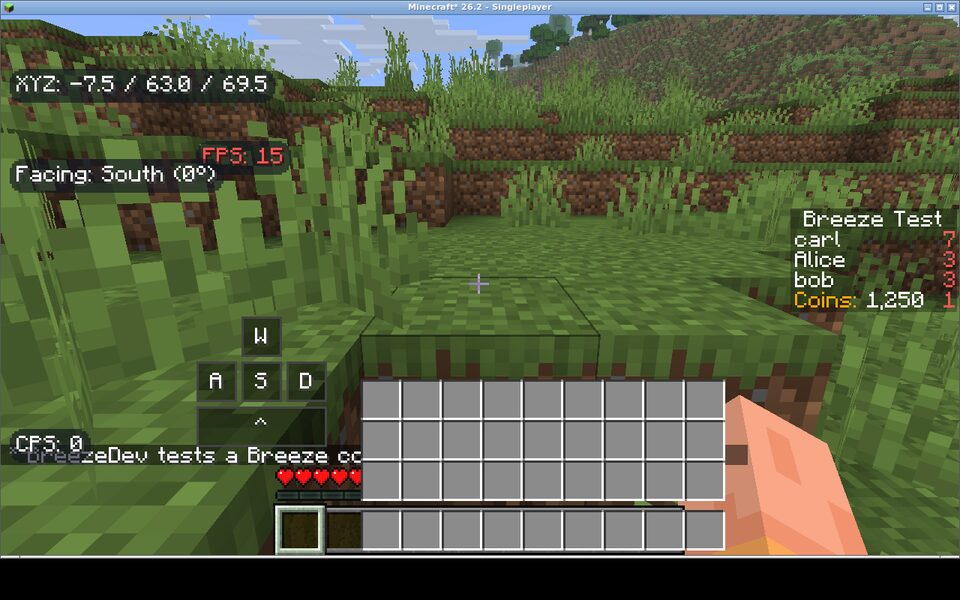 Minecraft* 26.2 - Singleplayer
XYZ: -7.5 / 63.0 / 69.5
FPS: 15
Facing: South (0°)
Breeze Test
carl 7
Alice 3
bob 3
Coins: 1,250 1
W
A S D
^
CPS: 0
BreezeDev tests a Breeze co